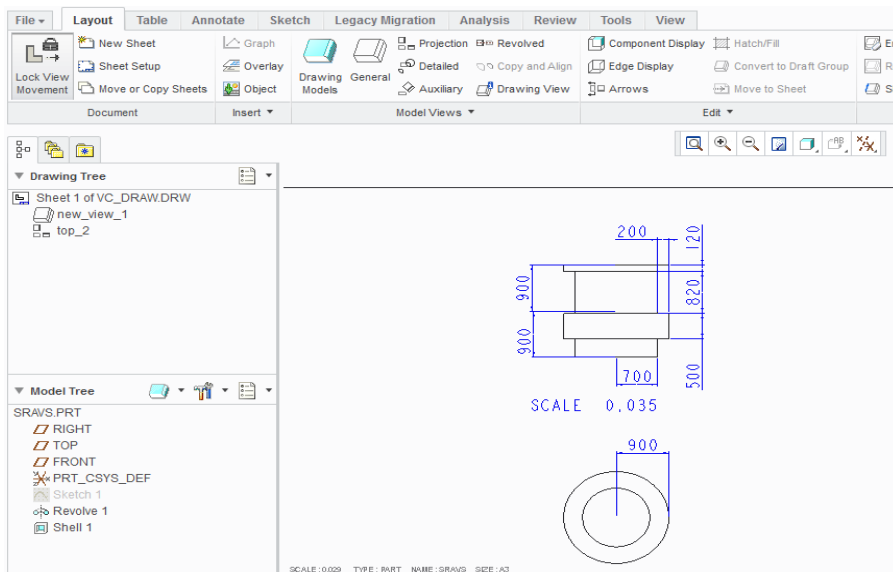 File Layout Table Annotate Sketch Legacy Migration Analysis Review Tools View
New Sheet Graph Projection Revolved Component Display Hatch/Fill
Lock View Movement Sheet Setup Overlay Drawing Models General Detailed Copy and Align Edge Display Convert to Draft Group R
Move or Copy Sheets Object Auxiliary Drawing View Arrows Move to Sheet S
Document Insert Model Views Edit
Drawing Tree
Sheet 1 of VC_DRAW.DRW
new_view_1
top_2
200 120
900 820
900
700 500
SCALE 0.035
Model Tree
SRAVS.PRT
RIGHT
TOP
FRONT
PRT_CSYS_DEF
Sketch 1
Revolve 1
Shell 1
900
SCALE : 0.029 TYPE : PART NAME : SRAVS SIZE : A3